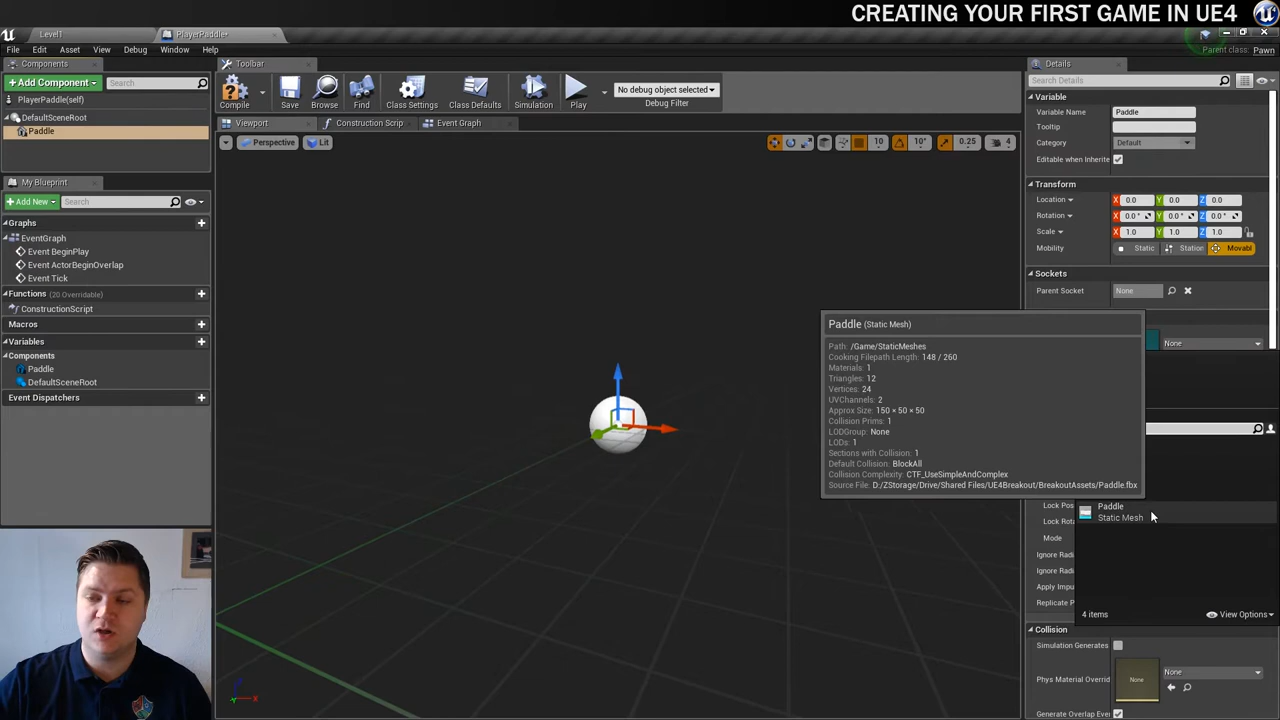 CREATING YOUR FIRST GAME IN UE4
Level1
PlayerPaddle*
Parent class: Pawn
File Edit Asset View Debug Window Help
Components
+ Add Component
Search
PlayerPaddle(self)
DefaultSceneRoot
Paddle
Toolbar
Compile
Save
Browse
Find
Class Settings
Class Defaults
Simulation
Play
No debug object selected
Debug Filter
Viewport
Construction Scrip
Event Graph
Perspective
Lit
10
10°
0.25
4
My Blueprint
+ Add New
Search
Graphs
EventGraph
Event BeginPlay
Event ActorBeginOverlap
Event Tick
Functions (20 Overridable)
ConstructionScript
Macros
Variables
Components
Paddle
DefaultSceneRoot
Event Dispatchers
Details
Search Details
Variable
Variable Name Paddle
Tooltip
Category Default
Editable when Inherite
Transform
Location X 0.0 Y 0.0 Z 0.0
Rotation X 0.0° Y 0.0° Z 0.0°
Scale X 1.0 Y 1.0 Z 1.0
Mobility Static Station Movabl
Sockets
Parent Socket None
None
Paddle (Static Mesh)
Path: /Game/StaticMeshes
Cooking Filepath Length: 148 / 260
Materials: 1
Triangles: 12
Vertices: 24
UVChannels: 2
Approx Size: 150 × 50 × 50
Collision Prims: 1
LODGroup: None
LODs: 1
Sections with Collision: 1
Default Collision: BlockAll
Collision Complexity: CTF_UseSimpleAndComplex
Source File: D:/ZStorage/Drive/Shared Files/UE4Breakout/BreakoutAssets/Paddle.fbx
Paddle
Static Mesh
4 items
View Options
Lock Pos
Lock Rota
Mode
Ignore Radi
Ignore Radi
Apply Impu
Replicate P
Collision
Simulation Generates
Phys Material Overrid
None
None
Generate Overlap Eve
Z
Y
X